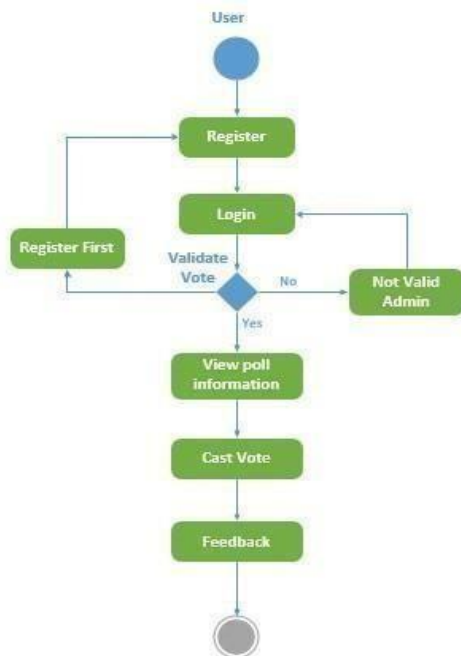 User
Register
Login
Register First
Validate
Vote
No
Not Valid
Admin
Yes
View poll
information
Cast Vote
Feedback